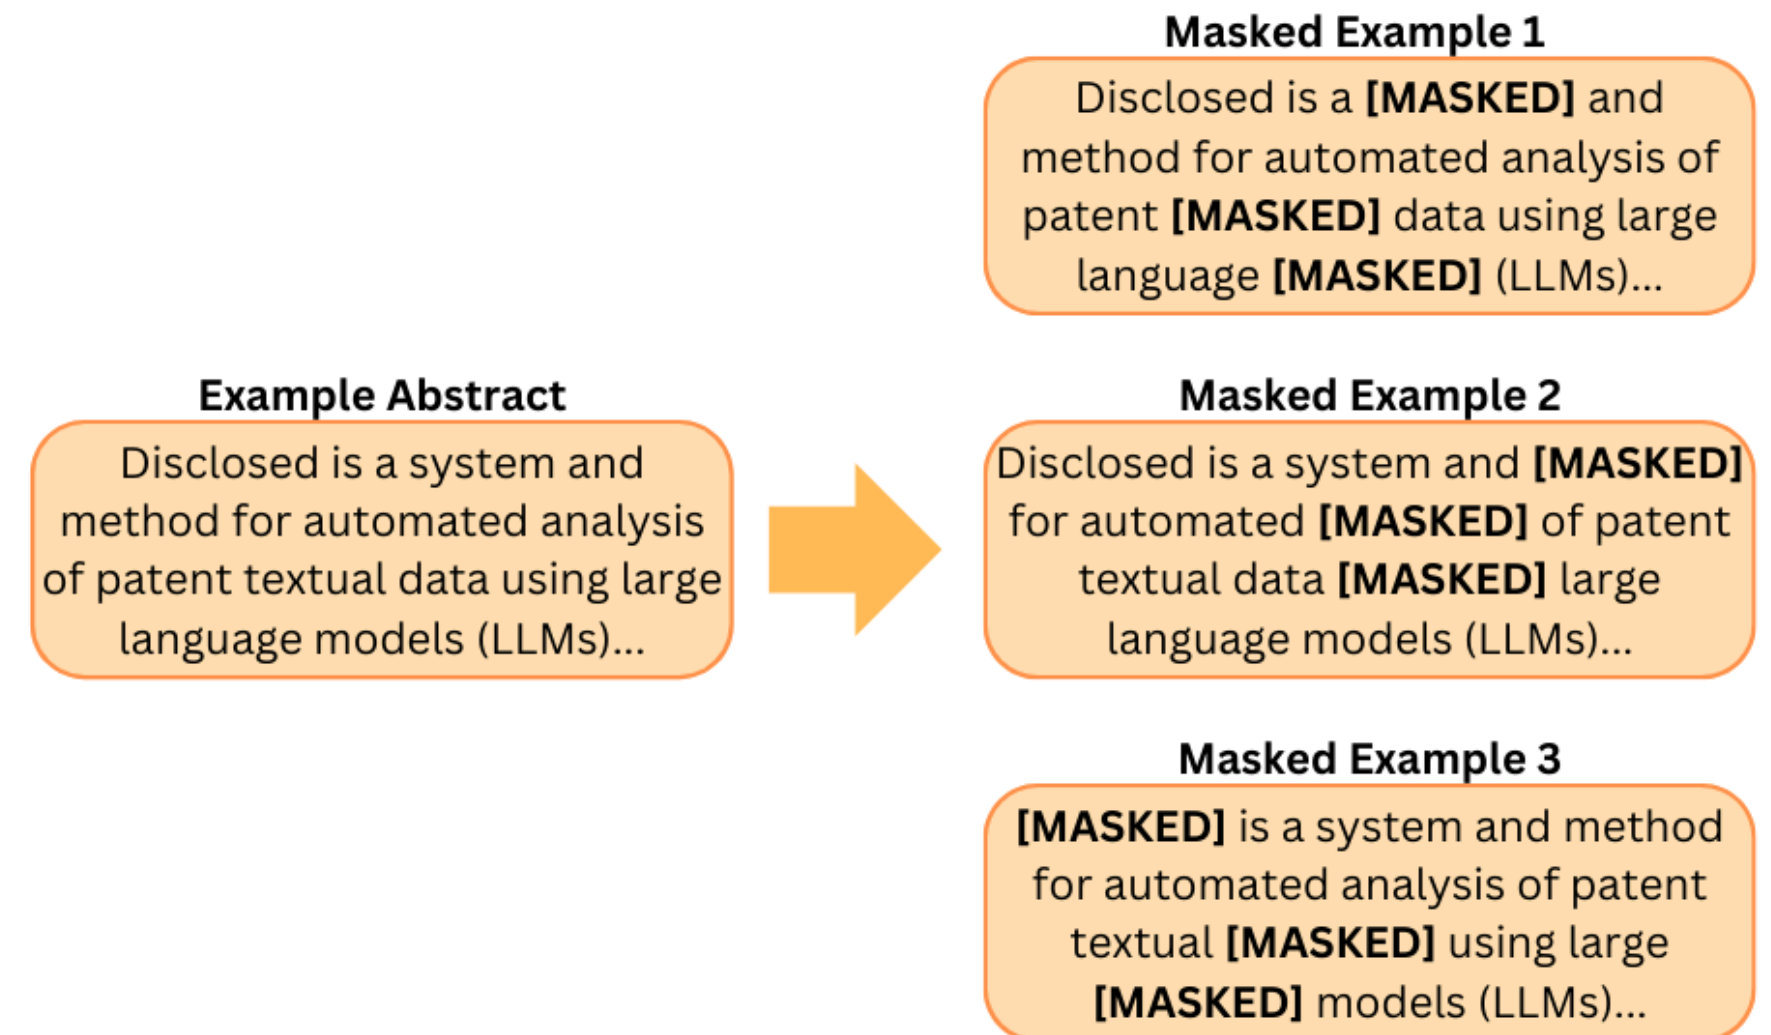 Example Abstract
Disclosed is a system and
method for automated analysis
of patent textual data using large
language models (LLMs)...
Masked Example 1
Disclosed is a [MASKED] and
method for automated analysis of
patent [MASKED] data using large
language [MASKED] (LLMs)...
Masked Example 2
Disclosed is a system and [MASKED]
for automated [MASKED] of patent
textual data [MASKED] large
language models (LLMs)...
Masked Example 3
[MASKED] is a system and method
for automated analysis of patent
textual [MASKED] using large
[MASKED] models (LLMs)...